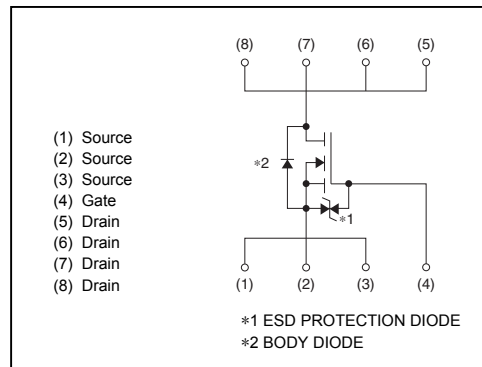 (8) (7) (6) (5)
(1) Source
(2) Source
(3) Source
(4) Gate
(5) Drain
(6) Drain
(7) Drain
(8) Drain
∗2
∗1
(1) (2) (3) (4)
∗1 ESD PROTECTION DIODE
∗2 BODY DIODE